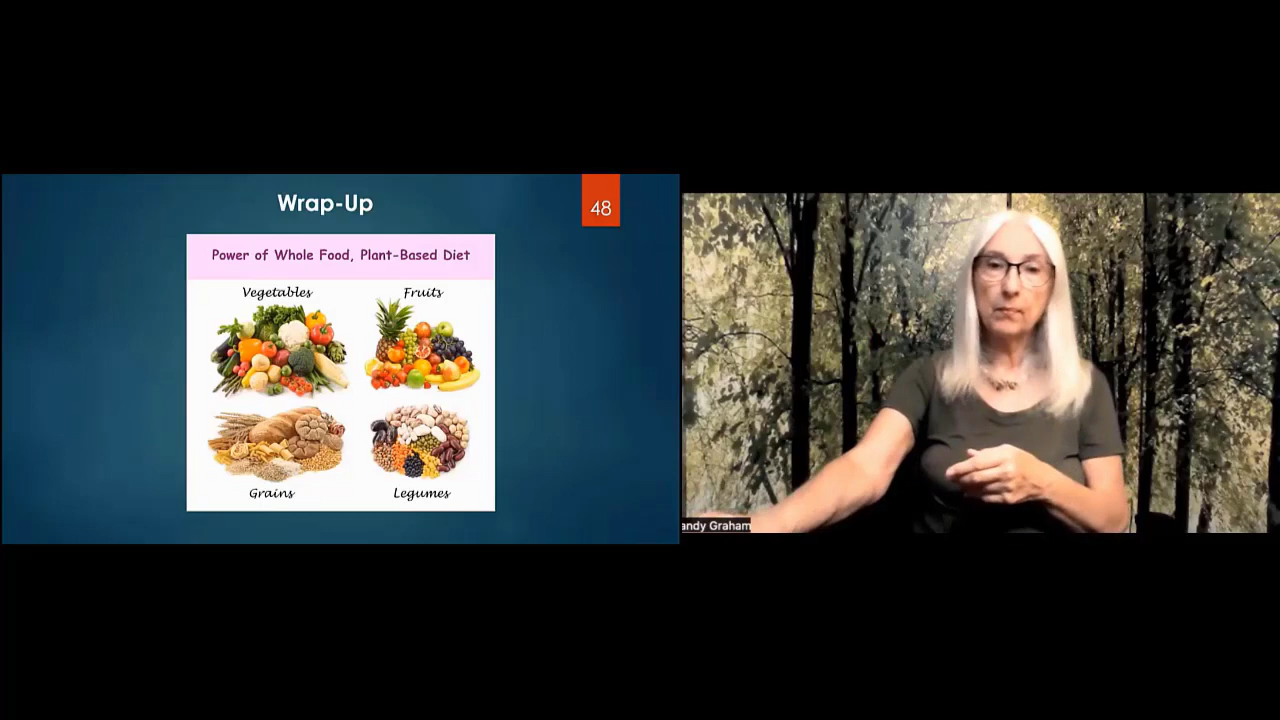 Wrap-Up
48
Power of Whole Food, Plant-Based Diet
Vegetables
Fruits
Grains
Legumes
andy Graham